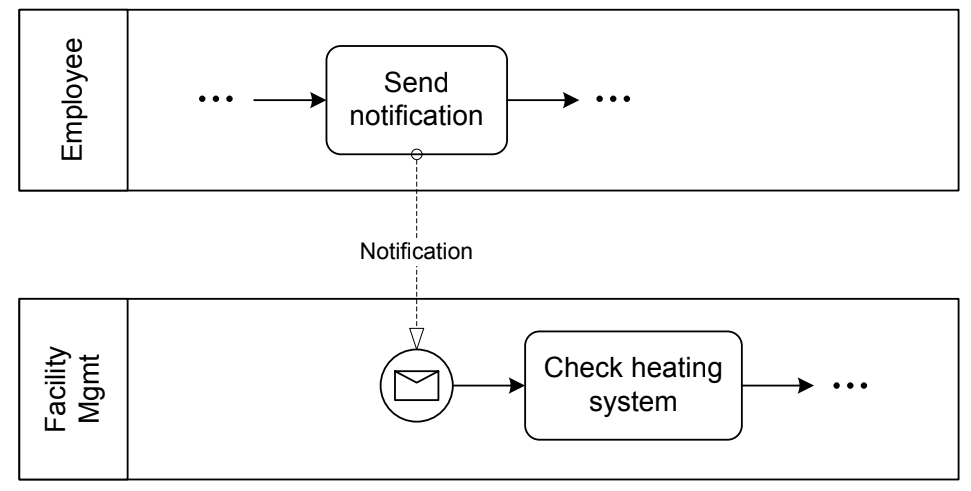 Employee
... Send ...
notification
Notification
Facility
Mgmt
Check heating ...
system